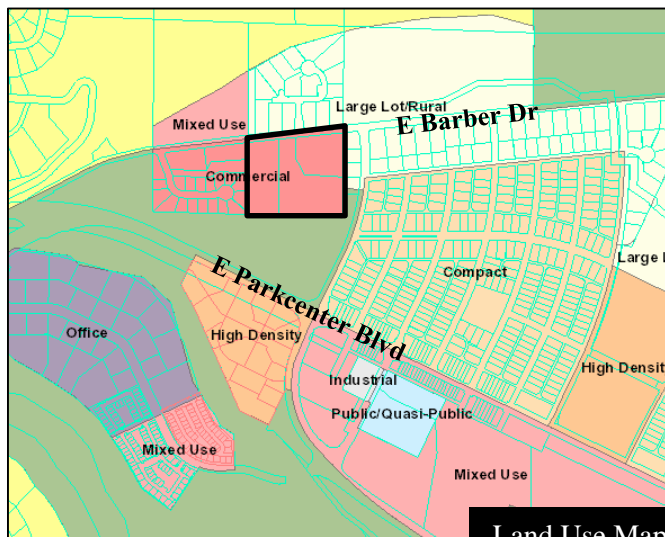 Large Lot/Rural
E Barber Dr
Mixed Use
Commercial
Large L
E Parkcenter Blvd
Compact
Office
High Density
High Densit
Industrial
Public/Quasi-Public
Mixed Use
Mixed Use
Land Use Map